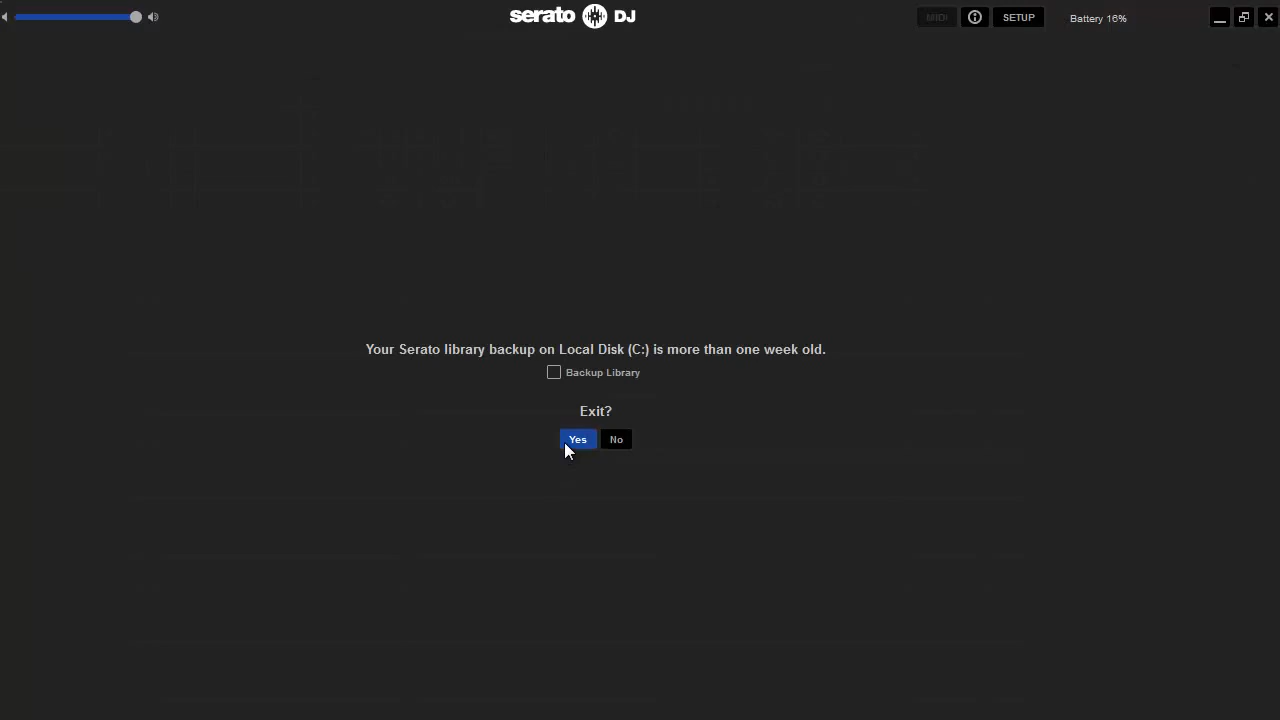 serato DJ
MIDI
SETUP
Battery 16%
Your Serato library backup on Local Disk (C:) is more than one week old.
Backup Library
Exit?
Yes
No